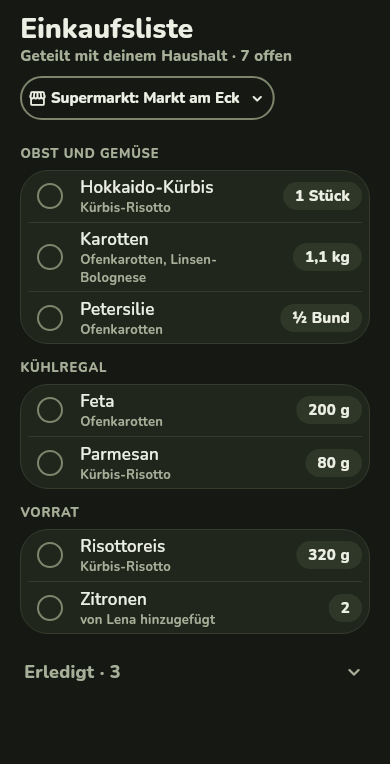 Einkaufsliste
Geteilt mit deinem Haushalt · 7 offen
Supermarkt: Markt am Eck
OBST UND GEMÜSE
Hokkaido-Kürbis
1 Stück
Kürbis-Risotto
Karotten
1,1 kg
Ofenkarotten, Linsen-
Bolognese
Petersilie
½ Bund
Ofenkarotten
KÜHLREGAL
Feta
200 g
Ofenkarotten
Parmesan
80 g
Kürbis-Risotto
VORRAT
Risottoreis
320 g
Kürbis-Risotto
Zitronen
2
von Lena hinzugefügt
Erledigt · 3